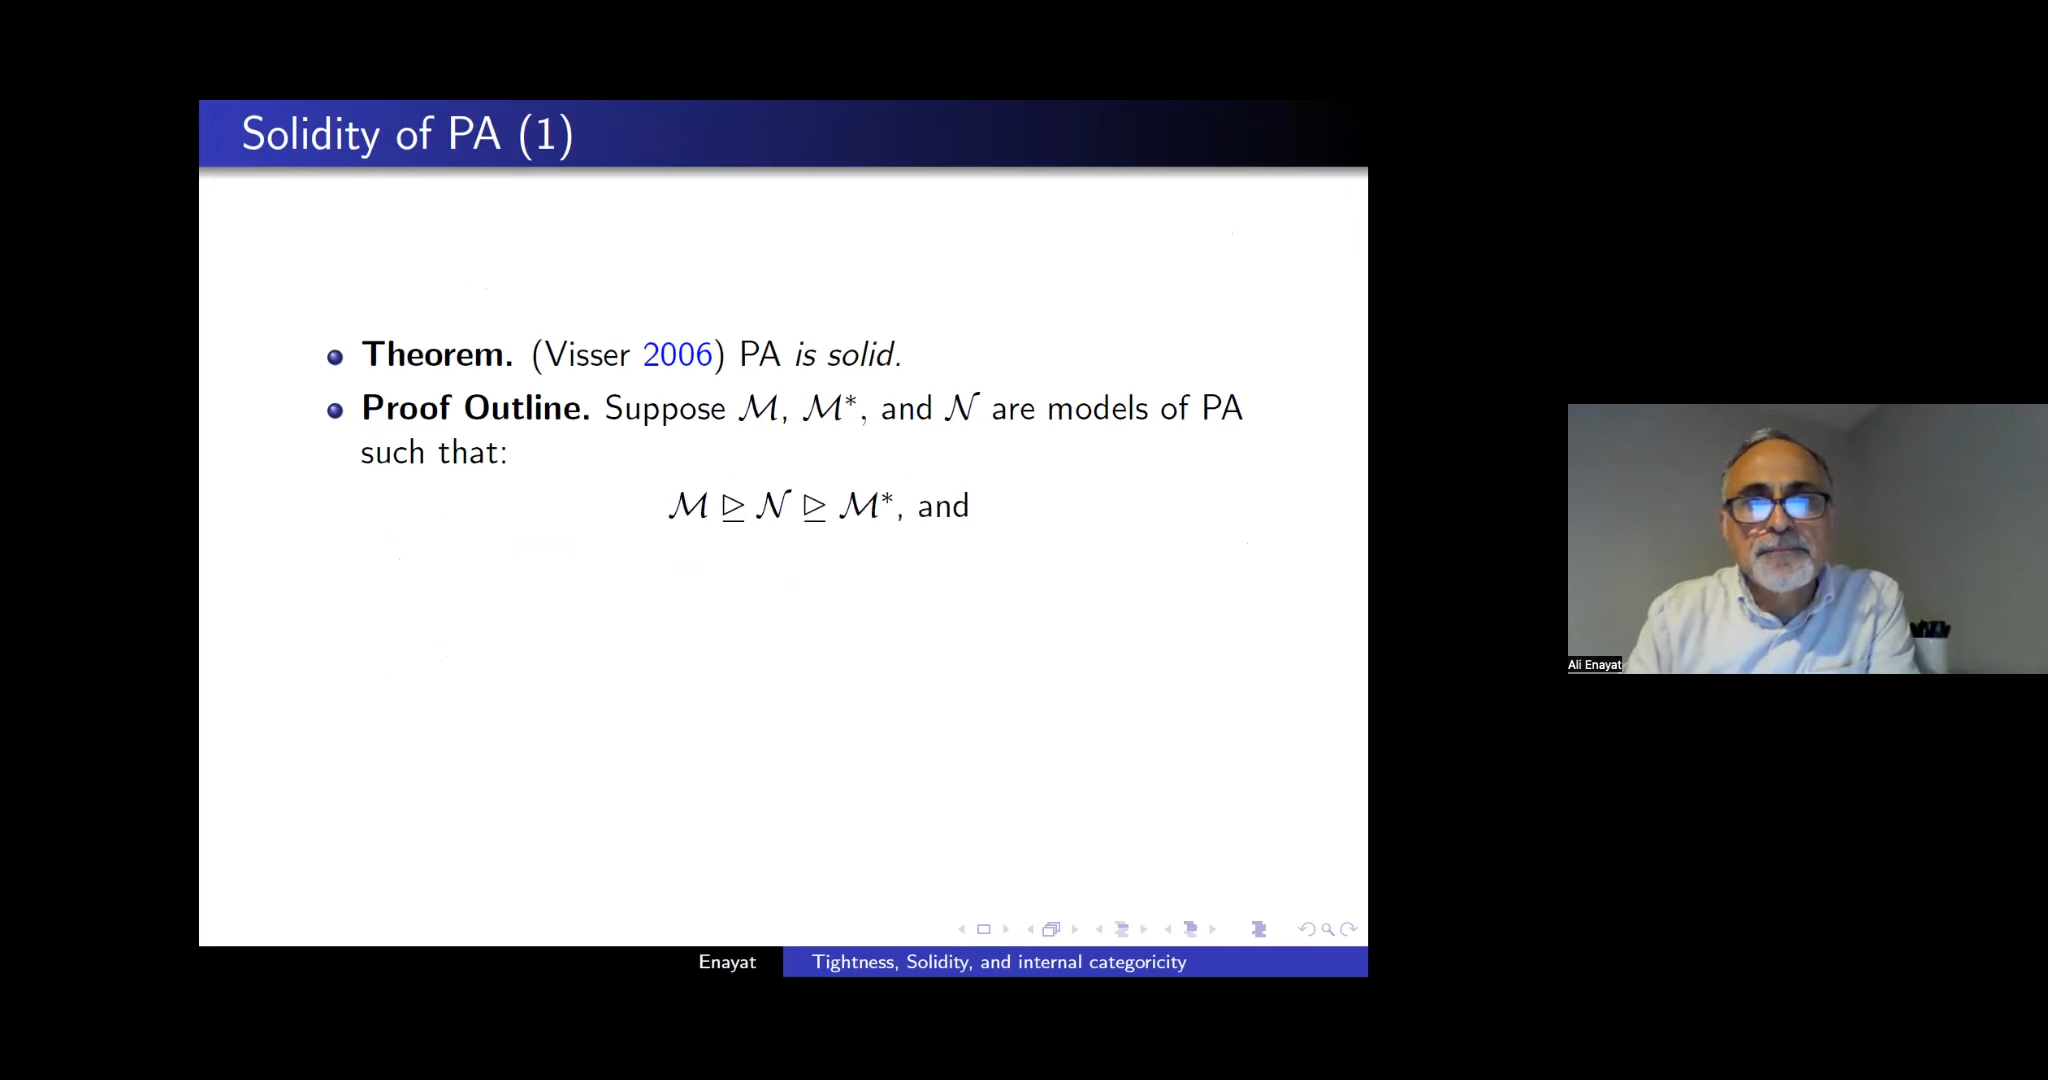 Solidity of PA (1)
Theorem. (Visser 2006) PA is solid.
Proof Outline. Suppose ℳ, ℳ*, and 𝒩 are models of PA
such that:
ℳ ⊵ 𝒩 ⊵ ℳ*, and
Ali Enayat
Enayat
Tightness, Solidity, and internal categoricity